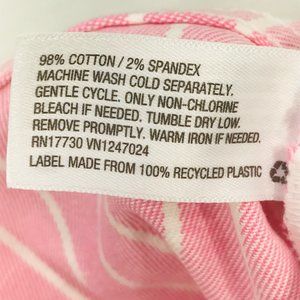 98% COTTON / 2% SPANDEX
MACHINE WASH COLD SEPARATELY.
GENTLE CYCLE. ONLY NON-CHLORINE
BLEACH IF NEEDED. TUMBLE DRY LOW.
REMOVE PROMPTLY. WARM IRON IF NEEDED.
RN17730 VN1247024
LABEL MADE FROM 100% RECYCLED PLASTIC